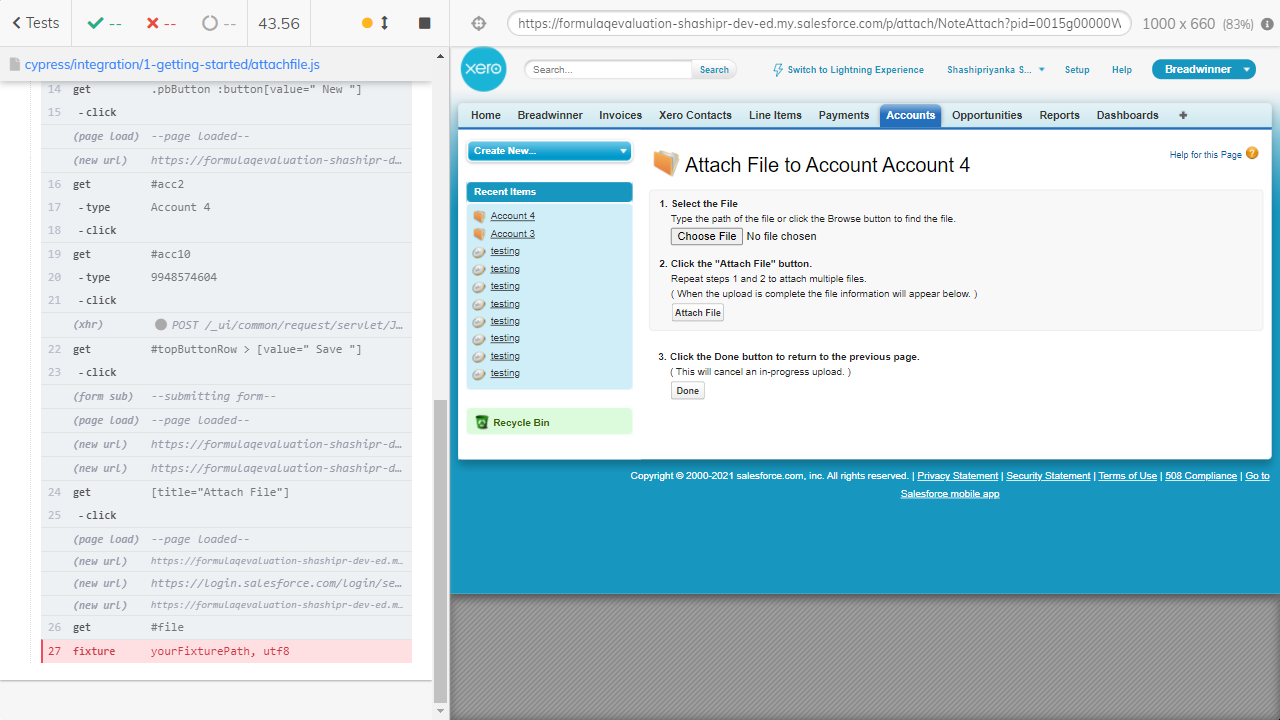 Tests
--
--
--
43.56
https://formulaqevaluation-shashipr-dev-ed.my.salesforce.com/p/attach/NoteAttach?pid=0015g00000W
1000 x 660 (83%)
cypress/integration/1-getting-started/attachfile.js
14 get .pbButton :button[value=" New "]
15 -click
(page load) --page loaded--
(new url) https://formulaqevaluation-shashipr-d…
16 get #acc2
17 -type Account 4
18 -click
19 get #acc10
20 -type 9948574604
21 -click
(xhr) POST /_ui/common/request/servlet/J…
22 get #topButtonRow > [value=" Save "]
23 -click
(form sub) --submitting form--
(page load) --page loaded--
(new url) https://formulaqevaluation-shashipr-d…
(new url) https://formulaqevaluation-shashipr-d…
24 get [title="Attach File"]
25 -click
(page load) --page loaded--
(new url) https://formulaqevaluation-shashipr-dev-ed.m…
(new url) https://login.salesforce.com/login/se…
(new url) https://formulaqevaluation-shashipr-dev-ed.m…
26 get #file
27 fixture yourFixturePath, utf8
xero
Search...
Search
Switch to Lightning Experience
Shashipriyanka S...
Setup
Help
Breadwinner
Home Breadwinner Invoices Xero Contacts Line Items Payments Accounts Opportunities Reports Dashboards +
Create New...
Recent Items
Account 4
Account 3
testing
testing
testing
testing
testing
testing
testing
testing
Recycle Bin
Attach File to Account Account 4
Help for this Page ?
1. Select the File
Type the path of the file or click the Browse button to find the file.
Choose File No file chosen
2. Click the "Attach File" button.
Repeat steps 1 and 2 to attach multiple files.
( When the upload is complete the file information will appear below. )
Attach File
3. Click the Done button to return to the previous page.
( This will cancel an in-progress upload. )
Done
Copyright © 2000-2021 salesforce.com, inc. All rights reserved. | Privacy Statement | Security Statement | Terms of Use | 508 Compliance | Go to
Salesforce mobile app